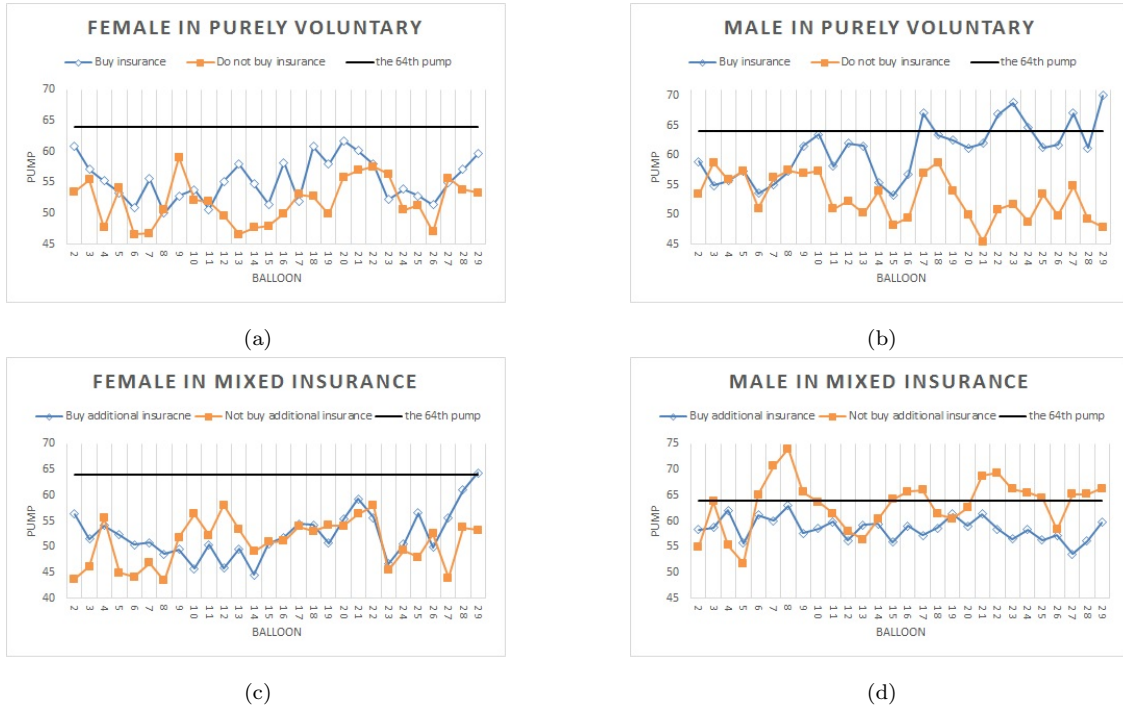 FEMALE IN PURELY VOLUNTARY
Buy insurance Do not buy insurance the 64th pump
70
65
60
55
50
45
PUMP
2 3 4 5 6 7 8 9 10 11 12 13 14 15 16 17 18 19 20 21 22 23 24 25 26 27 28 29
BALLOON
(a)
MALE IN PURELY VOLUNTARY
Buy insurance Do not buy insurance the 64th pump
70
65
60
55
50
45
PUMP
2 3 4 5 6 7 8 9 10 11 12 13 14 15 16 17 18 19 20 21 22 23 24 25 26 27 28 29
BALLOON
(b)
FEMALE IN MIXED INSURANCE
Buy additional insuracne Not buy additional insurance the 64th pump
70
65
60
55
50
45
40
PUMP
2 3 4 5 6 7 8 9 10 11 12 13 14 15 16 17 18 19 20 21 22 23 24 25 26 27 28 29
BALLOON
(c)
MALE IN MIXED INSURANCE
Buy additional insurance Not buy additional insurance the 64th pump
75
70
65
60
55
50
45
PUMP
2 3 4 5 6 7 8 9 10 11 12 13 14 15 16 17 18 19 20 21 22 23 24 25 26 27 28 29
BALLOON
(d)